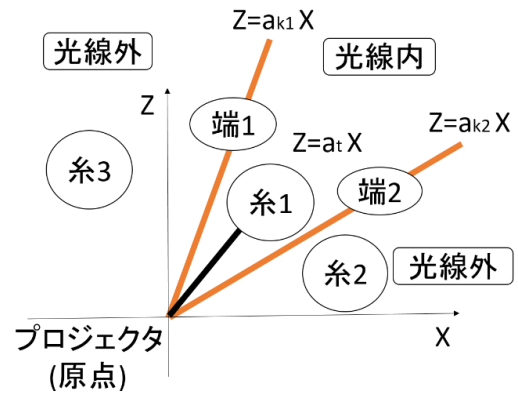 Z=ak1 X
光線外
光線内
Z
端1
Z=at X
Z=ak2 X
糸3
糸1
端2
糸2
光線外
プロジェクタ
(原点)
X